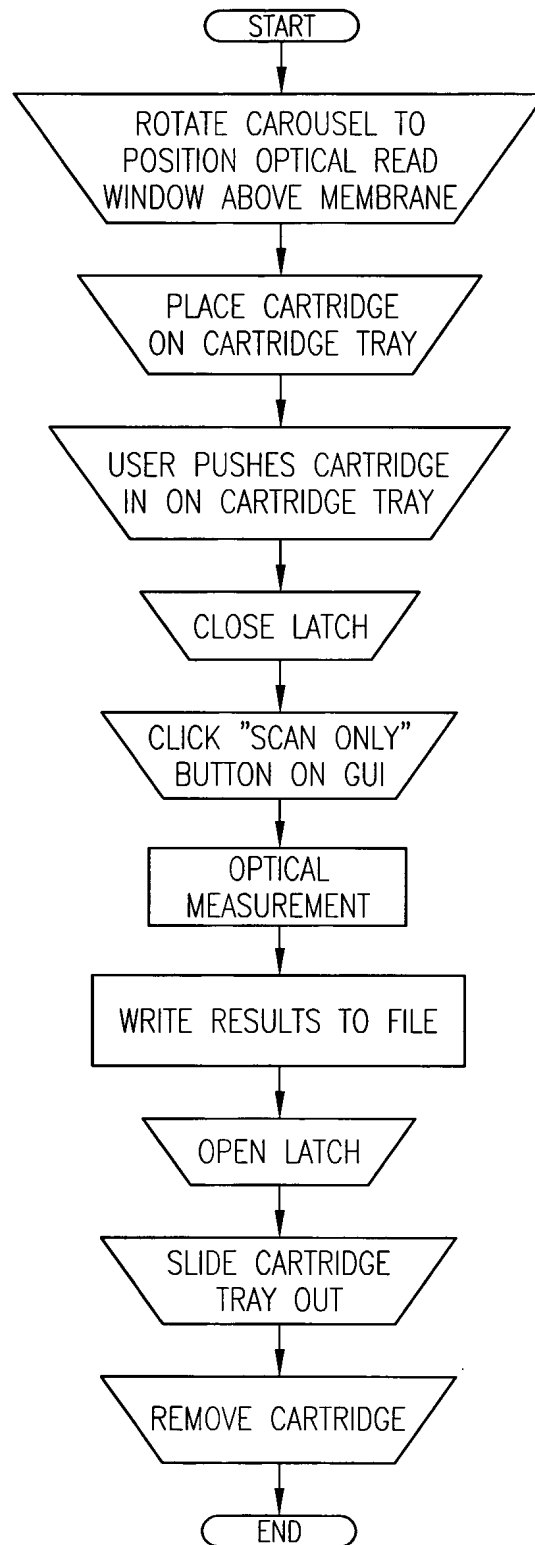 START
ROTATE CAROUSEL TO
POSITION OPTICAL READ
WINDOW ABOVE MEMBRANE
PLACE CARTRIDGE
ON CARTRIDGE TRAY
USER PUSHES CARTRIDGE
IN ON CARTRIDGE TRAY
CLOSE LATCH
CLICK "SCAN ONLY"
BUTTON ON GUI
OPTICAL
MEASUREMENT
WRITE RESULTS TO FILE
OPEN LATCH
SLIDE CARTRIDGE
TRAY OUT
REMOVE CARTRIDGE
END